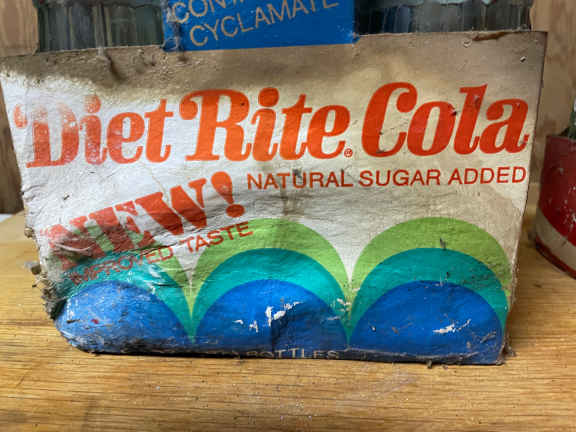 CYCLAMATE
Diet Rite Cola
®
NATURAL SUGAR ADDED
NEW!
IMPROVED TASTE
BOTTLES